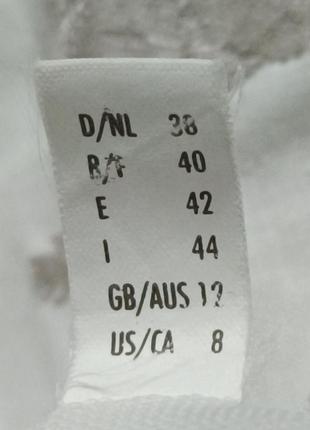 D/NL 38
B/F 40
E 42
I 44
GB/AUS 12
US/CA 8